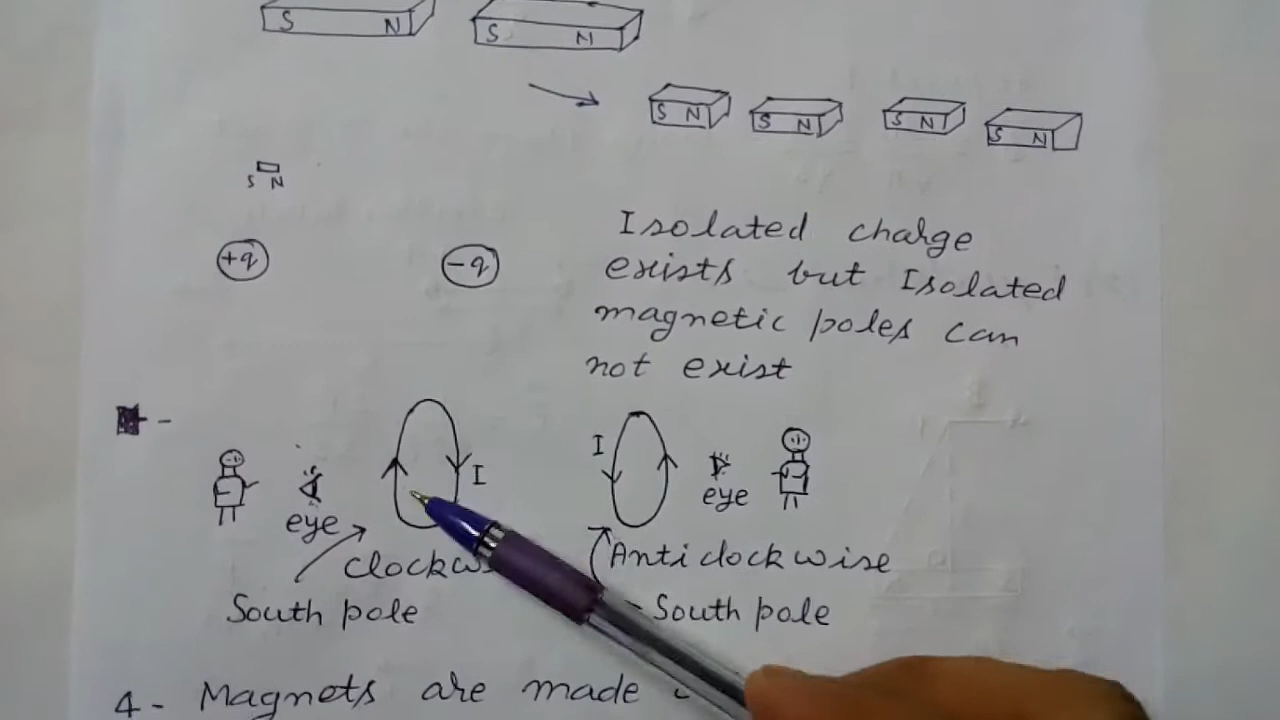 S N S N
S N S N S N S N
S N
+q -q
Isolated charge
exists but Isolated
magnetic poles can
not exist
I I
eye eye
Anticlockwise
South pole South pole
4- Magnets are made